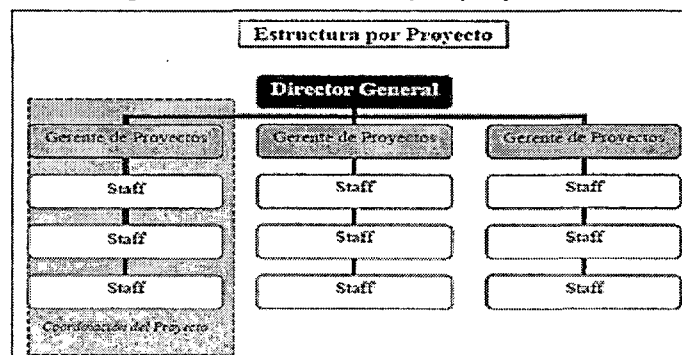 Estructura por Proyecto
Director General
Gerente de Proyectos
Gerente de Proyectos
Gerente de Proyectos
Staff
Staff
Staff
Staff
Staff
Staff
Staff
Staff
Staff
Coordinación del Proyecto